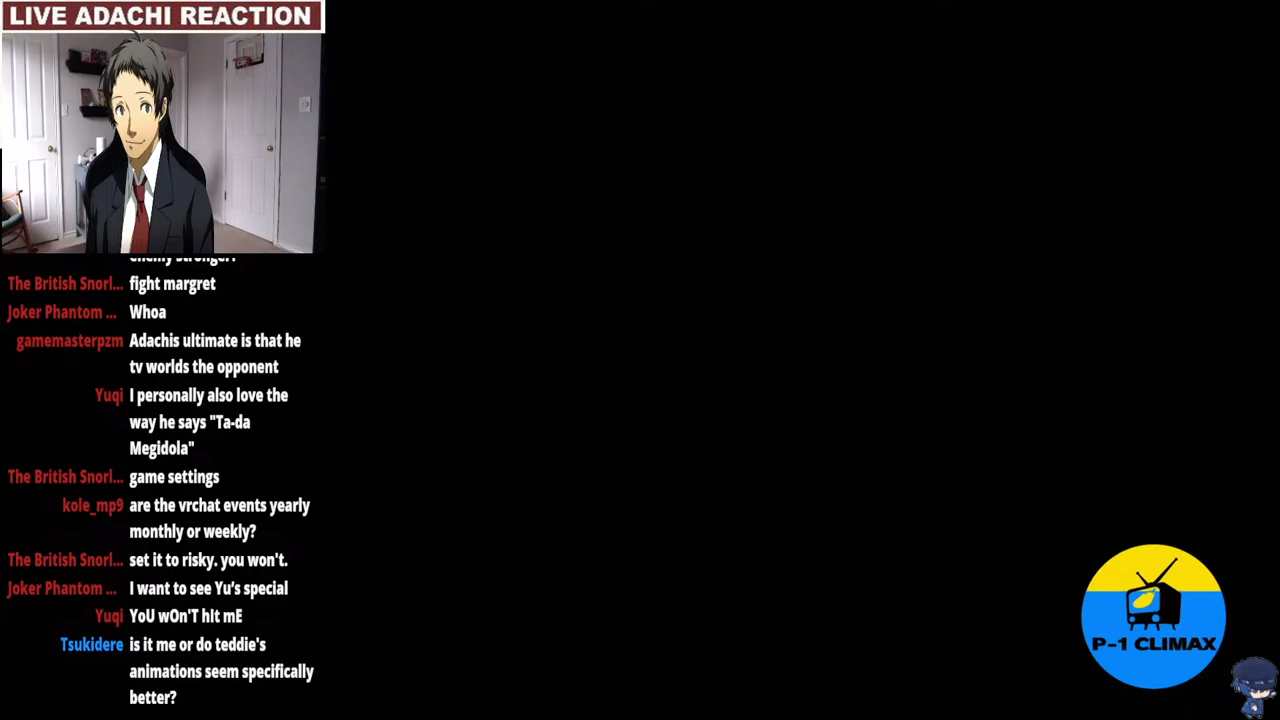 LIVE ADACHI REACTION
enemy stronger?
The British Snorl... fight margret
Joker Phantom ... Whoa
gamemasterpzm Adachis ultimate is that he
tv worlds the opponent
Yuqi I personally also love the
way he says "Ta-da
Megidola"
The British Snorl... game settings
kole_mp9 are the vrchat events yearly
monthly or weekly?
The British Snorl... set it to risky. you won't.
Joker Phantom ... I want to see Yu's special
Yuqi YoU wOn'T hIt mE
Tsukidere is it me or do teddie's
animations seem specifically
better?
P-1 CLIMAX